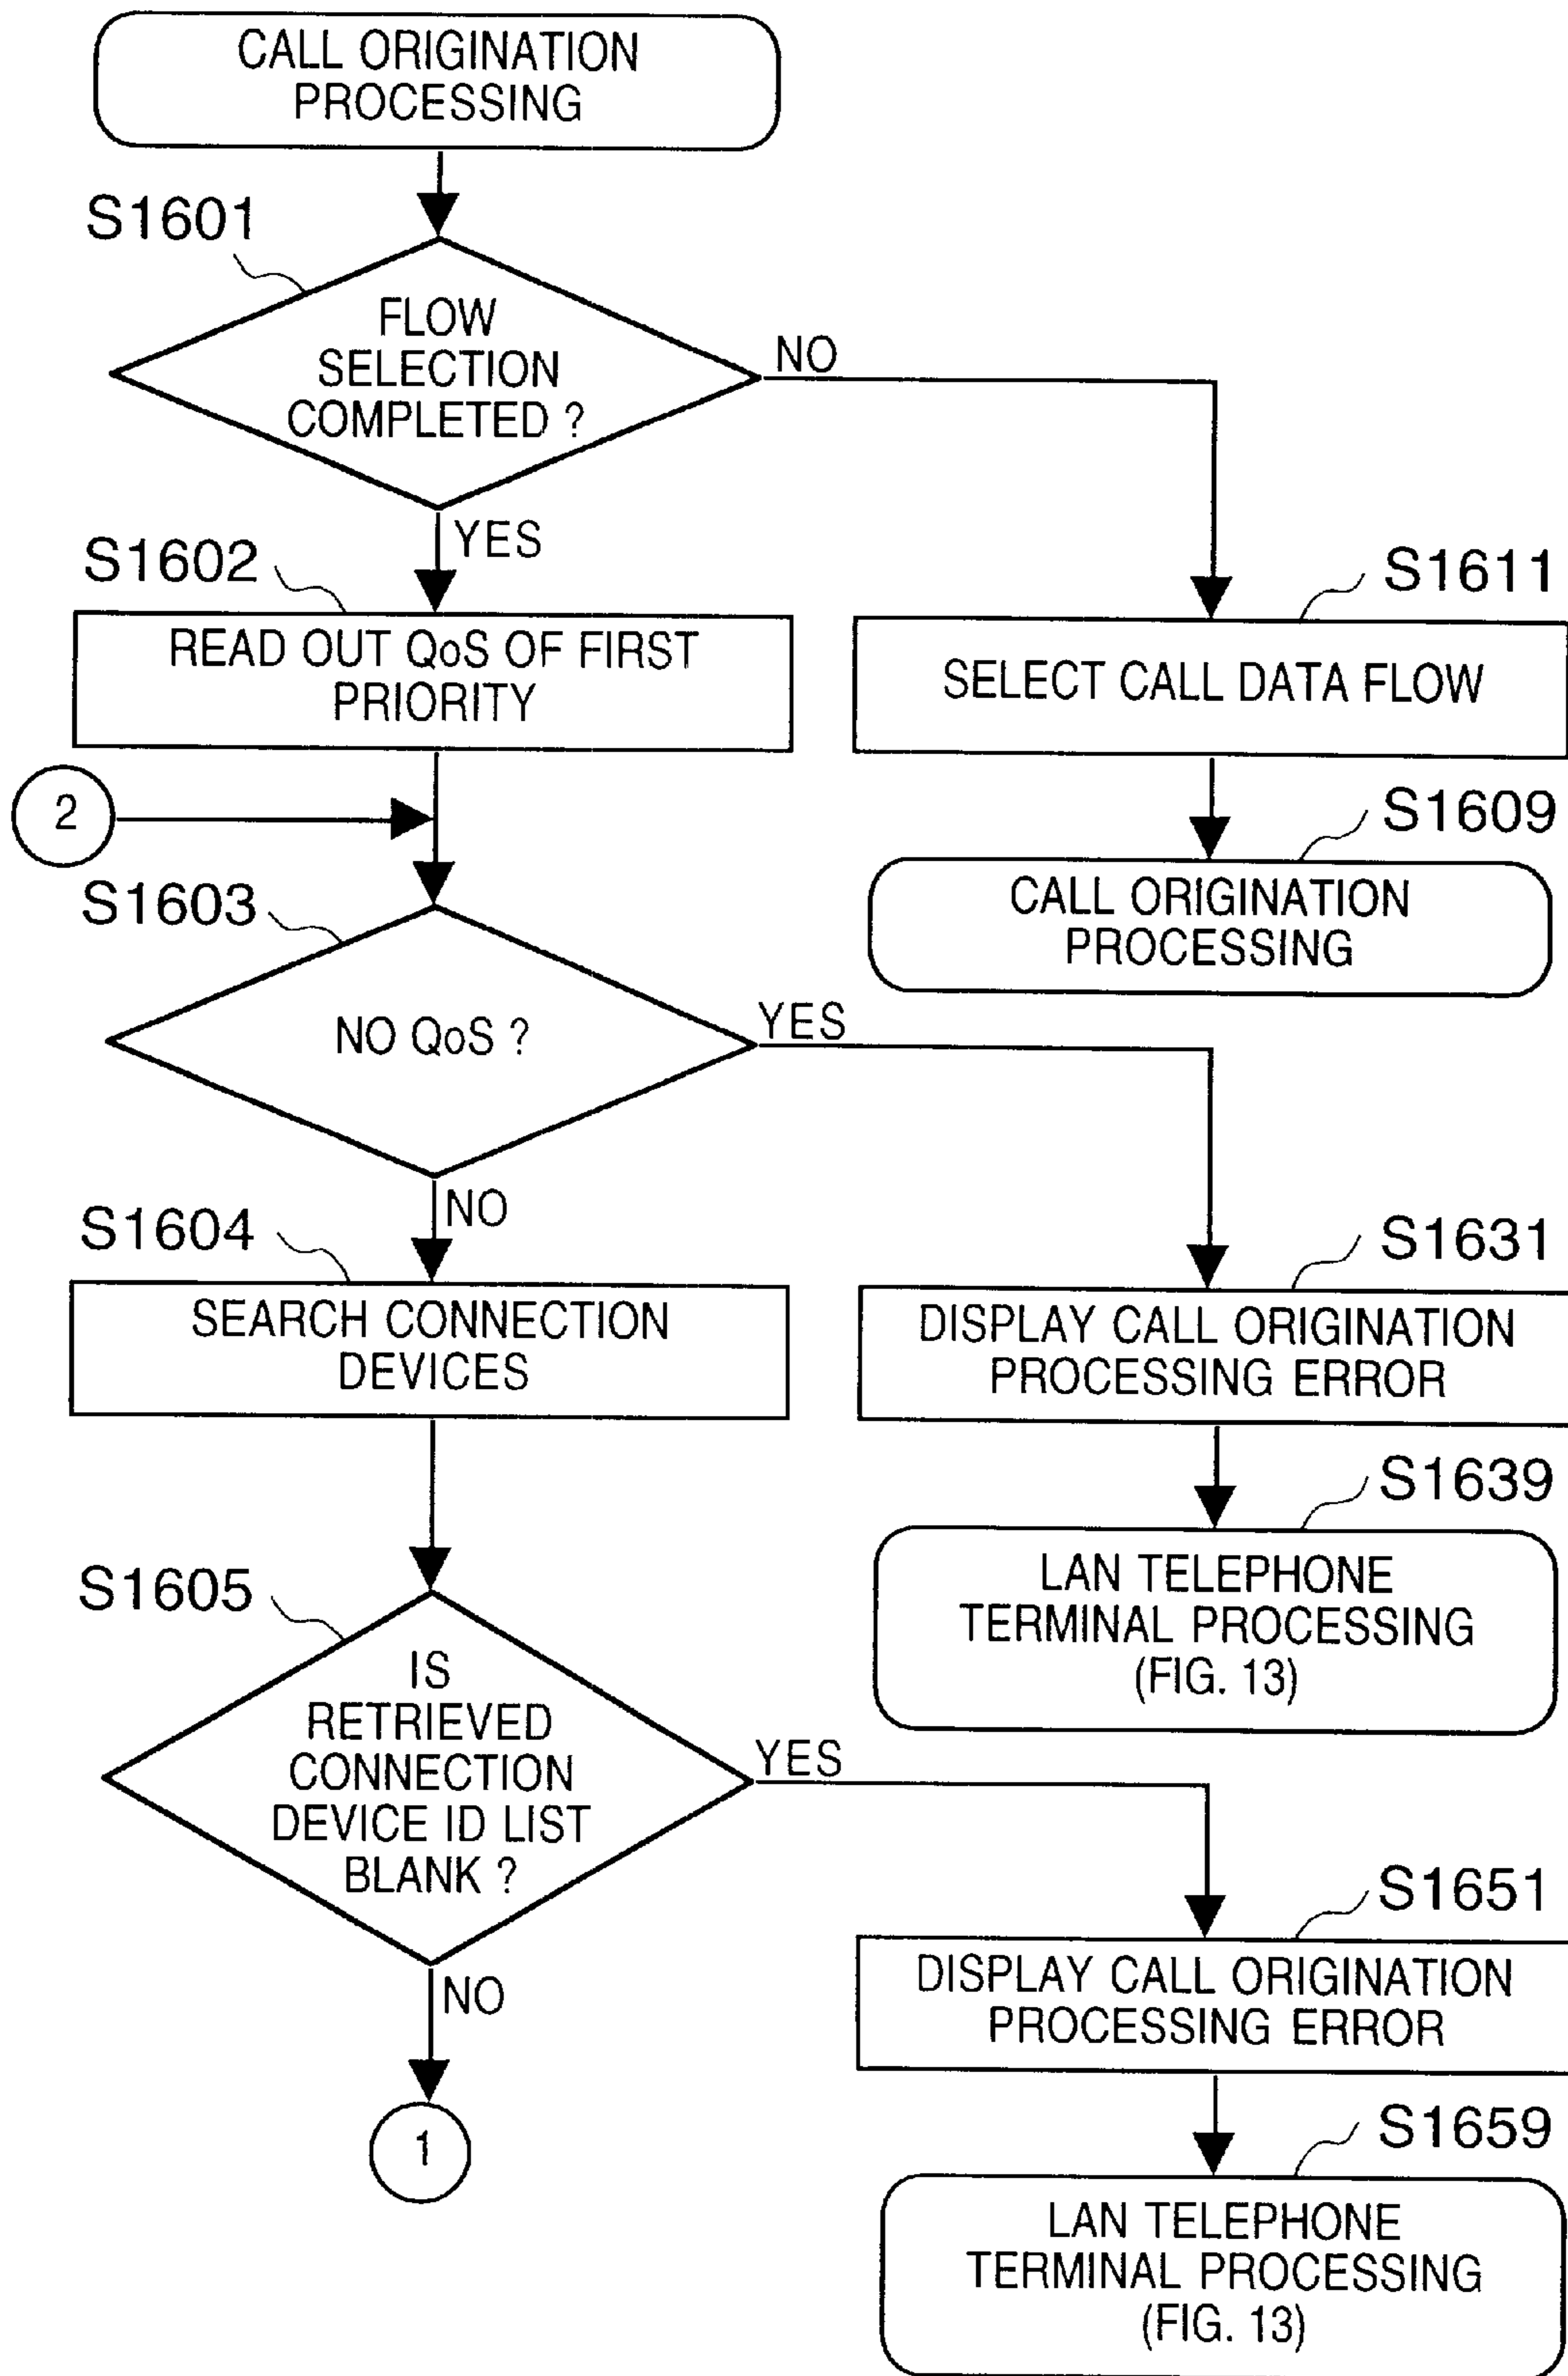 CALL ORIGINATION
PROCESSING
S1601
FLOW
SELECTION
COMPLETED ?
NO
YES
S1602
READ OUT QoS OF FIRST
PRIORITY
S1611
SELECT CALL DATA FLOW
2
S1609
CALL ORIGINATION
PROCESSING
S1603
NO QoS ?
YES
NO
S1604
SEARCH CONNECTION
DEVICES
S1631
DISPLAY CALL ORIGINATION
PROCESSING ERROR
S1639
LAN TELEPHONE
TERMINAL PROCESSING
(FIG. 13)
S1605
IS
RETRIEVED
CONNECTION
DEVICE ID LIST
BLANK ?
YES
NO
1
S1651
DISPLAY CALL ORIGINATION
PROCESSING ERROR
S1659
LAN TELEPHONE
TERMINAL PROCESSING
(FIG. 13)